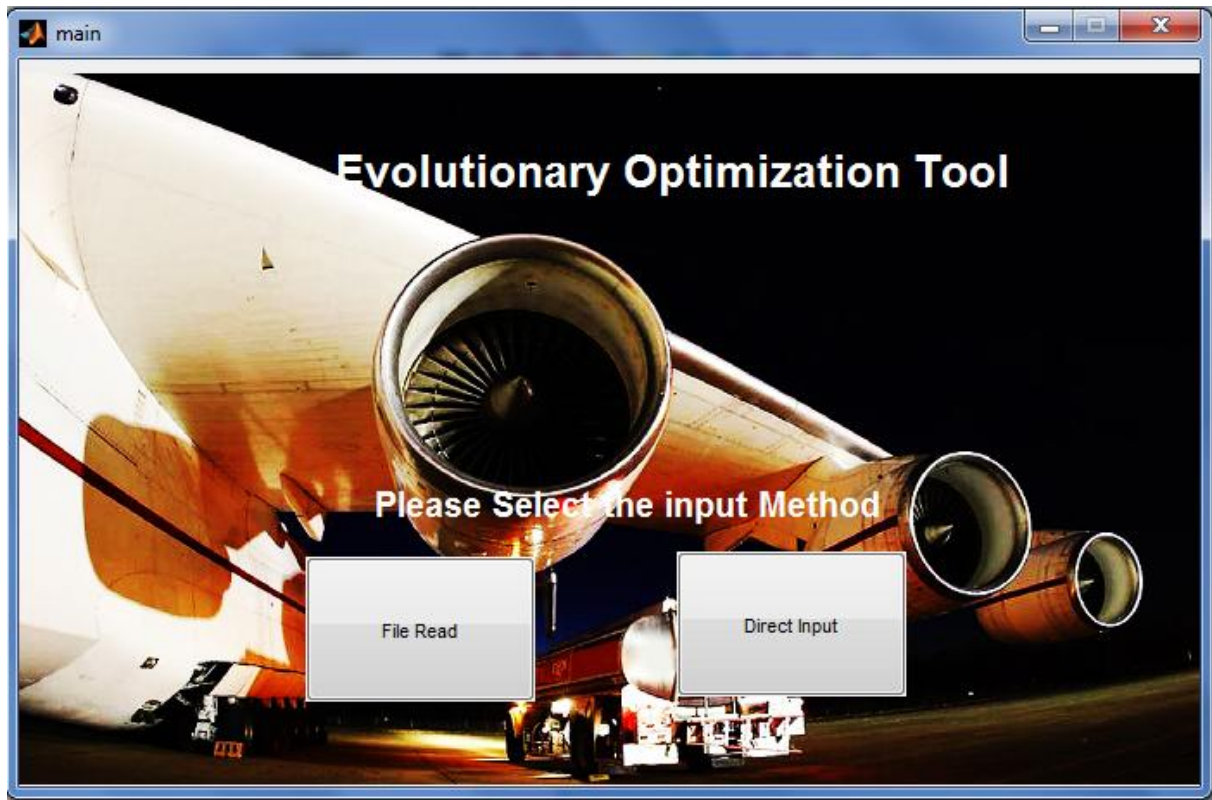 main
Evolutionary Optimization Tool
Please Select the input Method
File Read
Direct Input